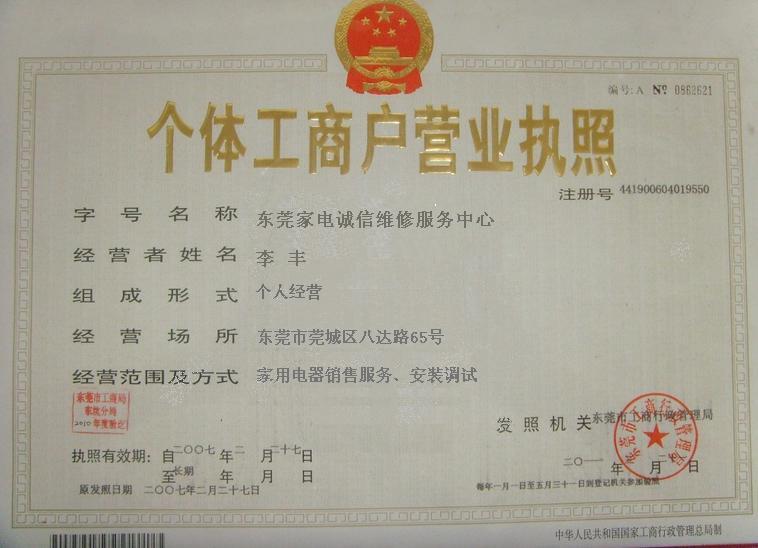 编号:A № 0862621
个体工商户营业执照
注册号 441900604019550
字号名称 东莞家电诚信维修服务中心
经营者姓名 李丰
组成形式 个人经营
经营场所 东莞市莞城区八达路65号
经营范围及方式 家用电器销售服务、安装调试
东莞市工商局
2010年度验讫
发照机关 东莞市工商行政管理局
执照有效期: 自二〇〇七年二月二十七日
至长期年月日
二〇一一年月二日
原发照日期 二〇〇七年二月二十七日
每年一月一日至五月三十一日到登记机关参加验照
中华人民共和国国家工商行政管理总局制